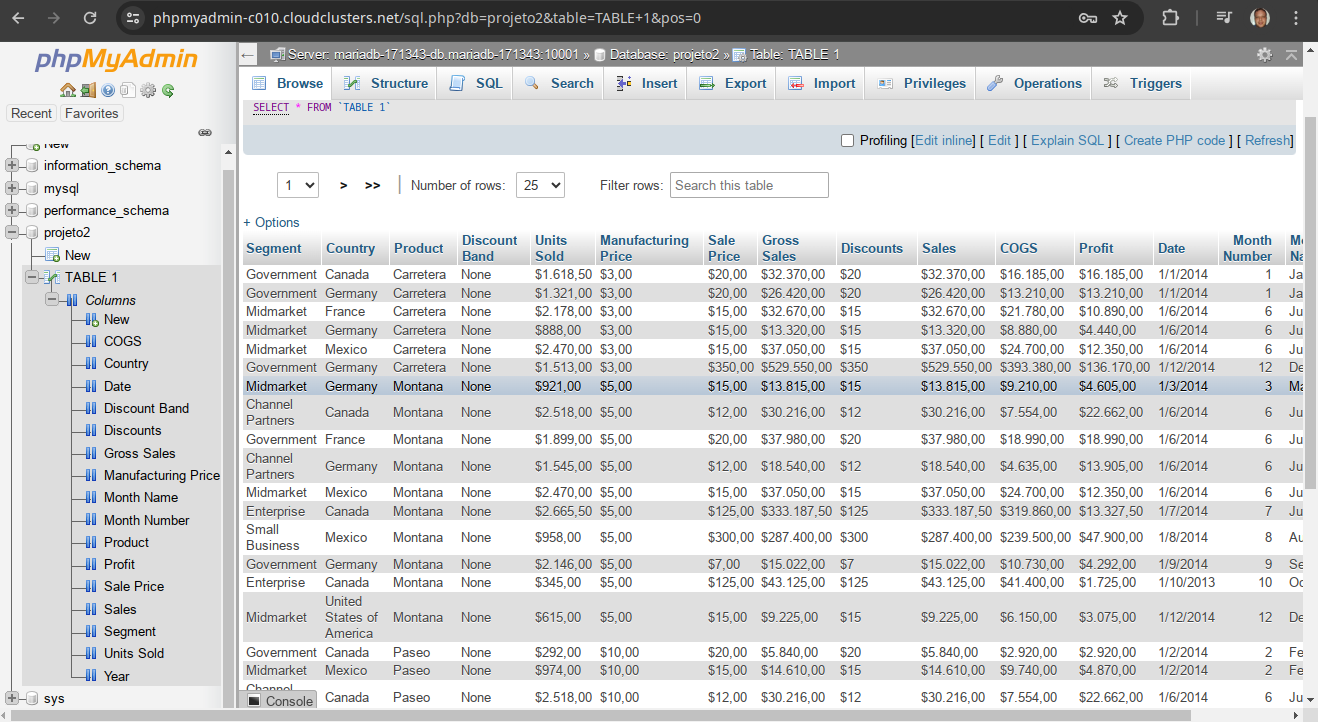 phpmyadmin-c010.cloudclusters.net/sql.php?db=projeto2&table=TABLE+1&pos=0
phpMyAdmin
Recent Favorites
New
information_schema
mysql
performance_schema
projeto2
New
TABLE 1
Columns
New
COGS
Country
Date
Discount Band
Discounts
Gross Sales
Manufacturing Price
Month Name
Month Number
Product
Profit
Sale Price
Sales
Segment
Units Sold
Year
sys
Server: mariadb-171343-db.mariadb-171343:10001 » Database: projeto2 » Table: TABLE 1
Browse Structure SQL Search Insert Export Import Privileges Operations Triggers
SELECT * FROM `TABLE 1`
Profiling [Edit inline] [ Edit ] [ Explain SQL ] [ Create PHP code ] [ Refresh]
1 > >> Number of rows: 25 Filter rows: Search this table
+ Options
Segment Country Product Discount Band Units Sold Manufacturing Price Sale Price Gross Sales Discounts Sales COGS Profit Date Month Number
Government Canada Carretera None $1.618,50 $3,00 $20,00 $32.370,00 $20 $32.370,00 $16.185,00 $16.185,00 1/1/2014 1 Ja
Government Germany Carretera None $1.321,00 $3,00 $20,00 $26.420,00 $20 $26.420,00 $13.210,00 $13.210,00 1/1/2014 1 Ja
Midmarket France Carretera None $2.178,00 $3,00 $15,00 $32.670,00 $15 $32.670,00 $21.780,00 $10.890,00 1/6/2014 6 Ju
Midmarket Germany Carretera None $888,00 $3,00 $15,00 $13.320,00 $15 $13.320,00 $8.880,00 $4.440,00 1/6/2014 6 Ju
Midmarket Mexico Carretera None $2.470,00 $3,00 $15,00 $37.050,00 $15 $37.050,00 $24.700,00 $12.350,00 1/6/2014 6 Ju
Government Germany Carretera None $1.513,00 $3,00 $350,00 $529.550,00 $350 $529.550,00 $393.380,00 $136.170,00 1/12/2014 12 De
Midmarket Germany Montana None $921,00 $5,00 $15,00 $13.815,00 $15 $13.815,00 $9.210,00 $4.605,00 1/3/2014 3 Ma
Channel Partners Canada Montana None $2.518,00 $5,00 $12,00 $30.216,00 $12 $30.216,00 $7.554,00 $22.662,00 1/6/2014 6 Ju
Government France Montana None $1.899,00 $5,00 $20,00 $37.980,00 $20 $37.980,00 $18.990,00 $18.990,00 1/6/2014 6 Ju
Channel Partners Germany Montana None $1.545,00 $5,00 $12,00 $18.540,00 $12 $18.540,00 $4.635,00 $13.905,00 1/6/2014 6 Ju
Midmarket Mexico Montana None $2.470,00 $5,00 $15,00 $37.050,00 $15 $37.050,00 $24.700,00 $12.350,00 1/6/2014 6 Ju
Enterprise Canada Montana None $2.665,50 $5,00 $125,00 $333.187,50 $125 $333.187,50 $319.860,00 $13.327,50 1/7/2014 7 Ju
Small Business Mexico Montana None $958,00 $5,00 $300,00 $287.400,00 $300 $287.400,00 $239.500,00 $47.900,00 1/8/2014 8 Au
Government Germany Montana None $2.146,00 $5,00 $7,00 $15.022,00 $7 $15.022,00 $10.730,00 $4.292,00 1/9/2014 9 Se
Enterprise Canada Montana None $345,00 $5,00 $125,00 $43.125,00 $125 $43.125,00 $41.400,00 $1.725,00 1/10/2013 10 Oc
Midmarket United States of America Montana None $615,00 $5,00 $15,00 $9.225,00 $15 $9.225,00 $6.150,00 $3.075,00 1/12/2014 12 De
Government Canada Paseo None $292,00 $10,00 $20,00 $5.840,00 $20 $5.840,00 $2.920,00 $2.920,00 1/2/2014 2 Fe
Midmarket Mexico Paseo None $974,00 $10,00 $15,00 $14.610,00 $15 $14.610,00 $9.740,00 $4.870,00 1/2/2014 2 Fe
Channel Canada Paseo None $2.518,00 $10,00 $12,00 $30.216,00 $12 $30.216,00 $7.554,00 $22.662,00 1/6/2014 6 Ju
Console